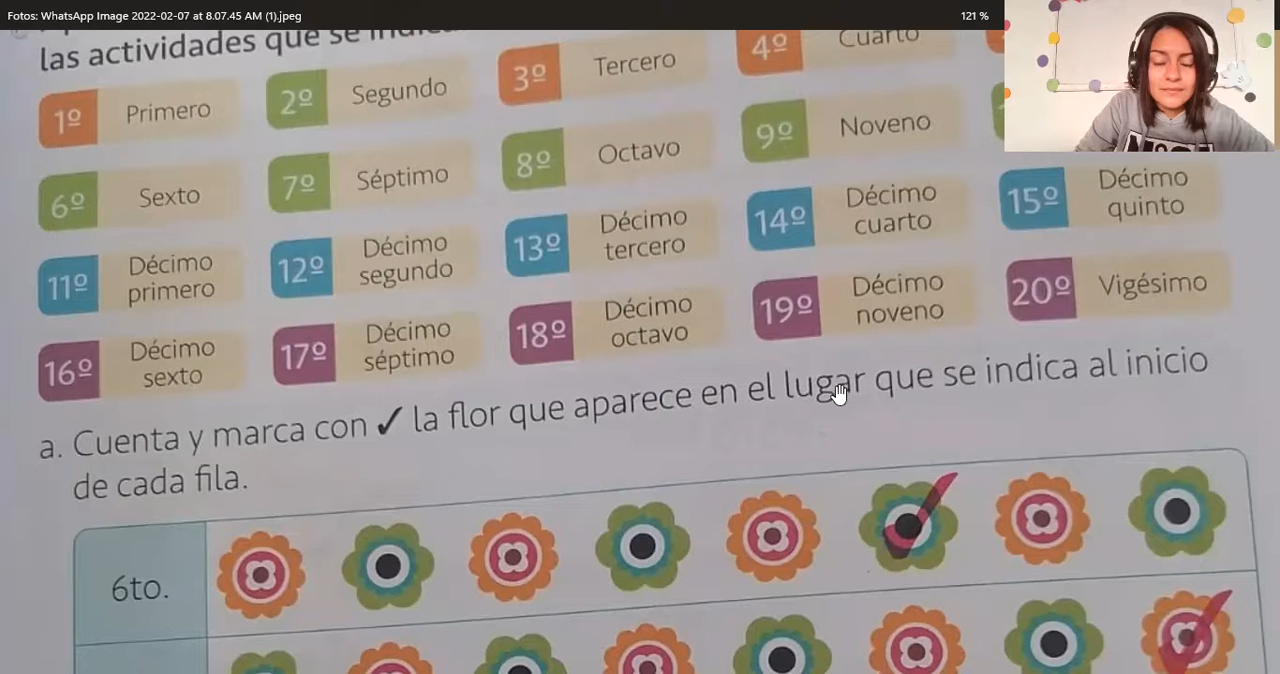 Fotos: WhatsApp Image 2022-02-07 at 8.07.45 AM (1).jpeg
121 %
las actividades que se
1º Primero
2º Segundo
3º Tercero
4º Cuarto
6º Sexto
7º Séptimo
8º Octavo
9º Noveno
11º Décimo primero
12º Décimo segundo
13º Décimo tercero
14º Décimo cuarto
15º Décimo quinto
16º Décimo sexto
17º Décimo séptimo
18º Décimo octavo
19º Décimo noveno
20º Vigésimo
a. Cuenta y marca con ✓ la flor que aparece en el lugar que se indica al inicio
de cada fila.
6to.